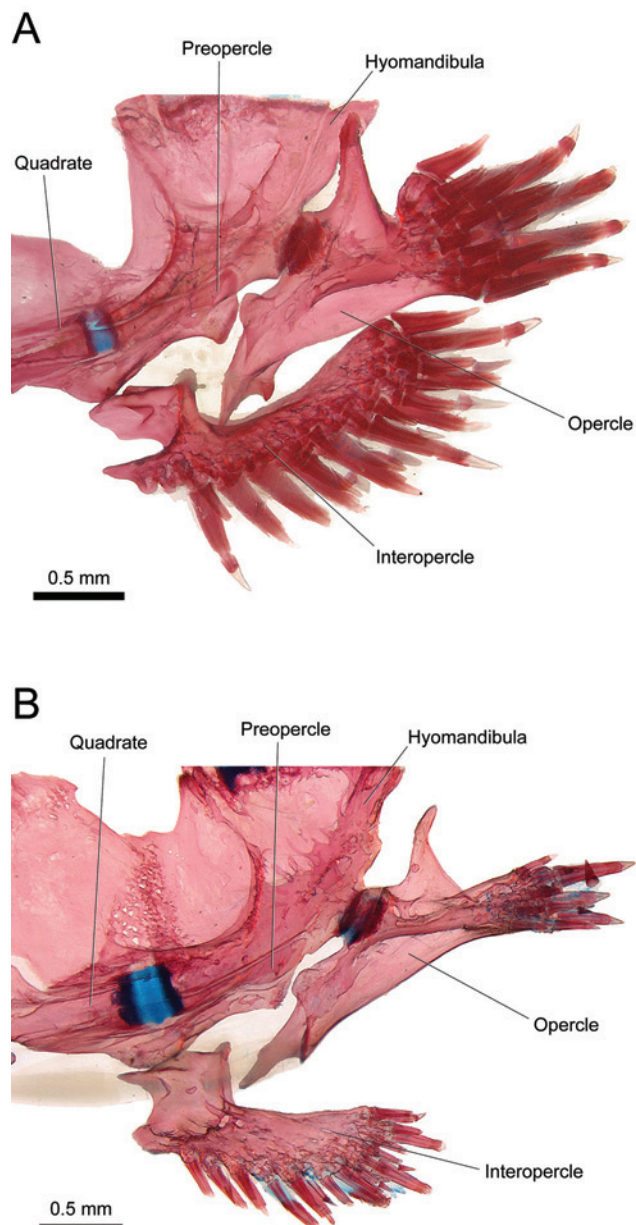 A
Preopercle
Hyomandibula
Quadrate
Opercle
Interopercle
0.5 mm
B
Quadrate
Preopercle
Hyomandibula
Opercle
Interopercle
0.5 mm